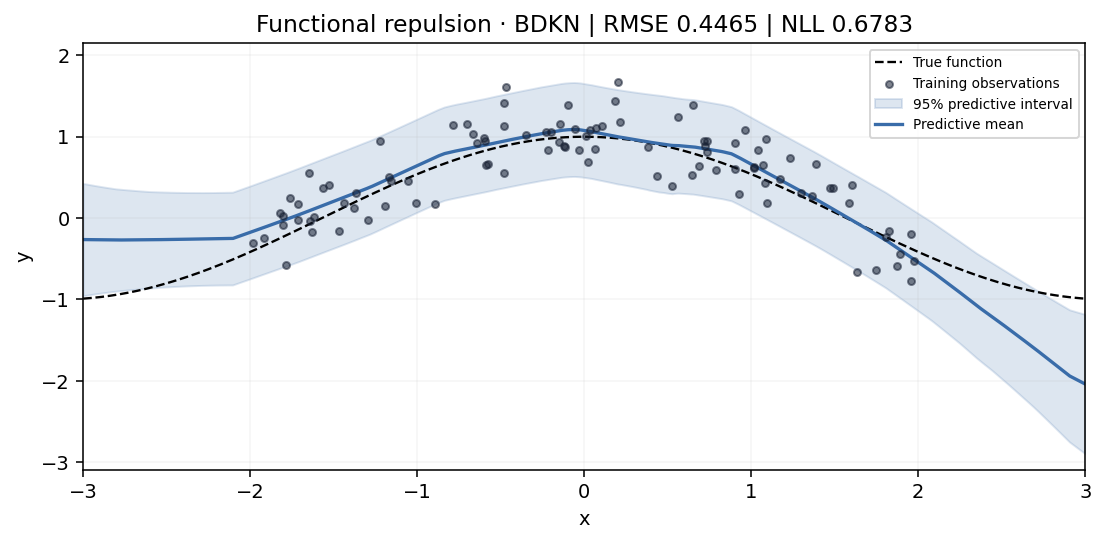 Functional repulsion · BDKN | RMSE 0.4465 | NLL 0.6783
True function
Training observations
95% predictive interval
Predictive mean
2
1
0
−1
−2
−3
y
−3 −2 −1 0 1 2 3
x